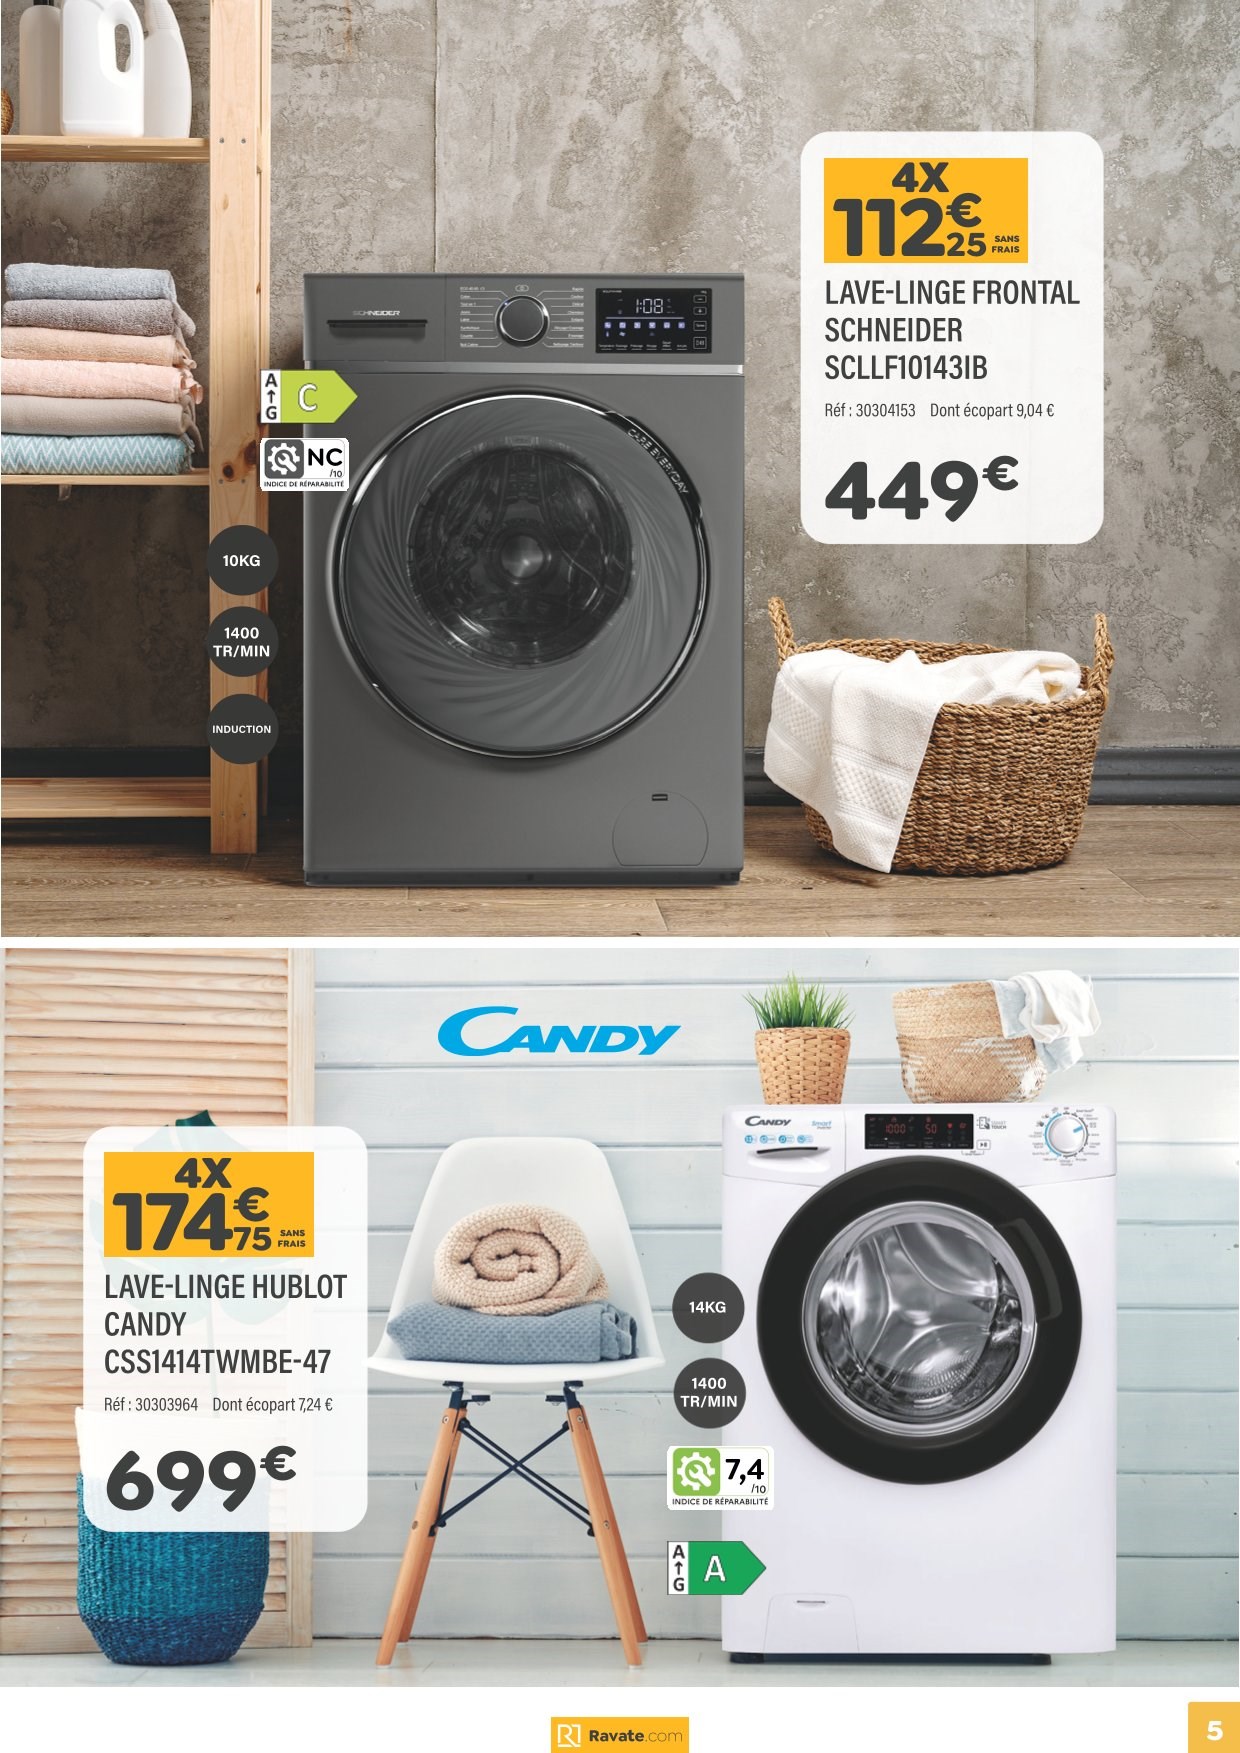 4X
112€25 SANS FRAIS
LAVE-LINGE FRONTAL
SCHNEIDER
SCLLF10143IB
Réf : 30304153 Dont écopart 9,04 €
449€
SCHNEIDER
1:08
CARE EVERYDAY
A
G
C
NC
/10
INDICE DE RÉPARABILITÉ
10KG
1400
TR/MIN
INDUCTION
CANDY
4X
174€75 SANS FRAIS
LAVE-LINGE HUBLOT
CANDY
CSS1414TWMBE-47
Réf : 30303964 Dont écopart 7,24 €
699€
CANDY
Smart
1000 50
14KG
1400
TR/MIN
7,4
/10
INDICE DE RÉPARABILITÉ
A
G
A
Ravate.com
5